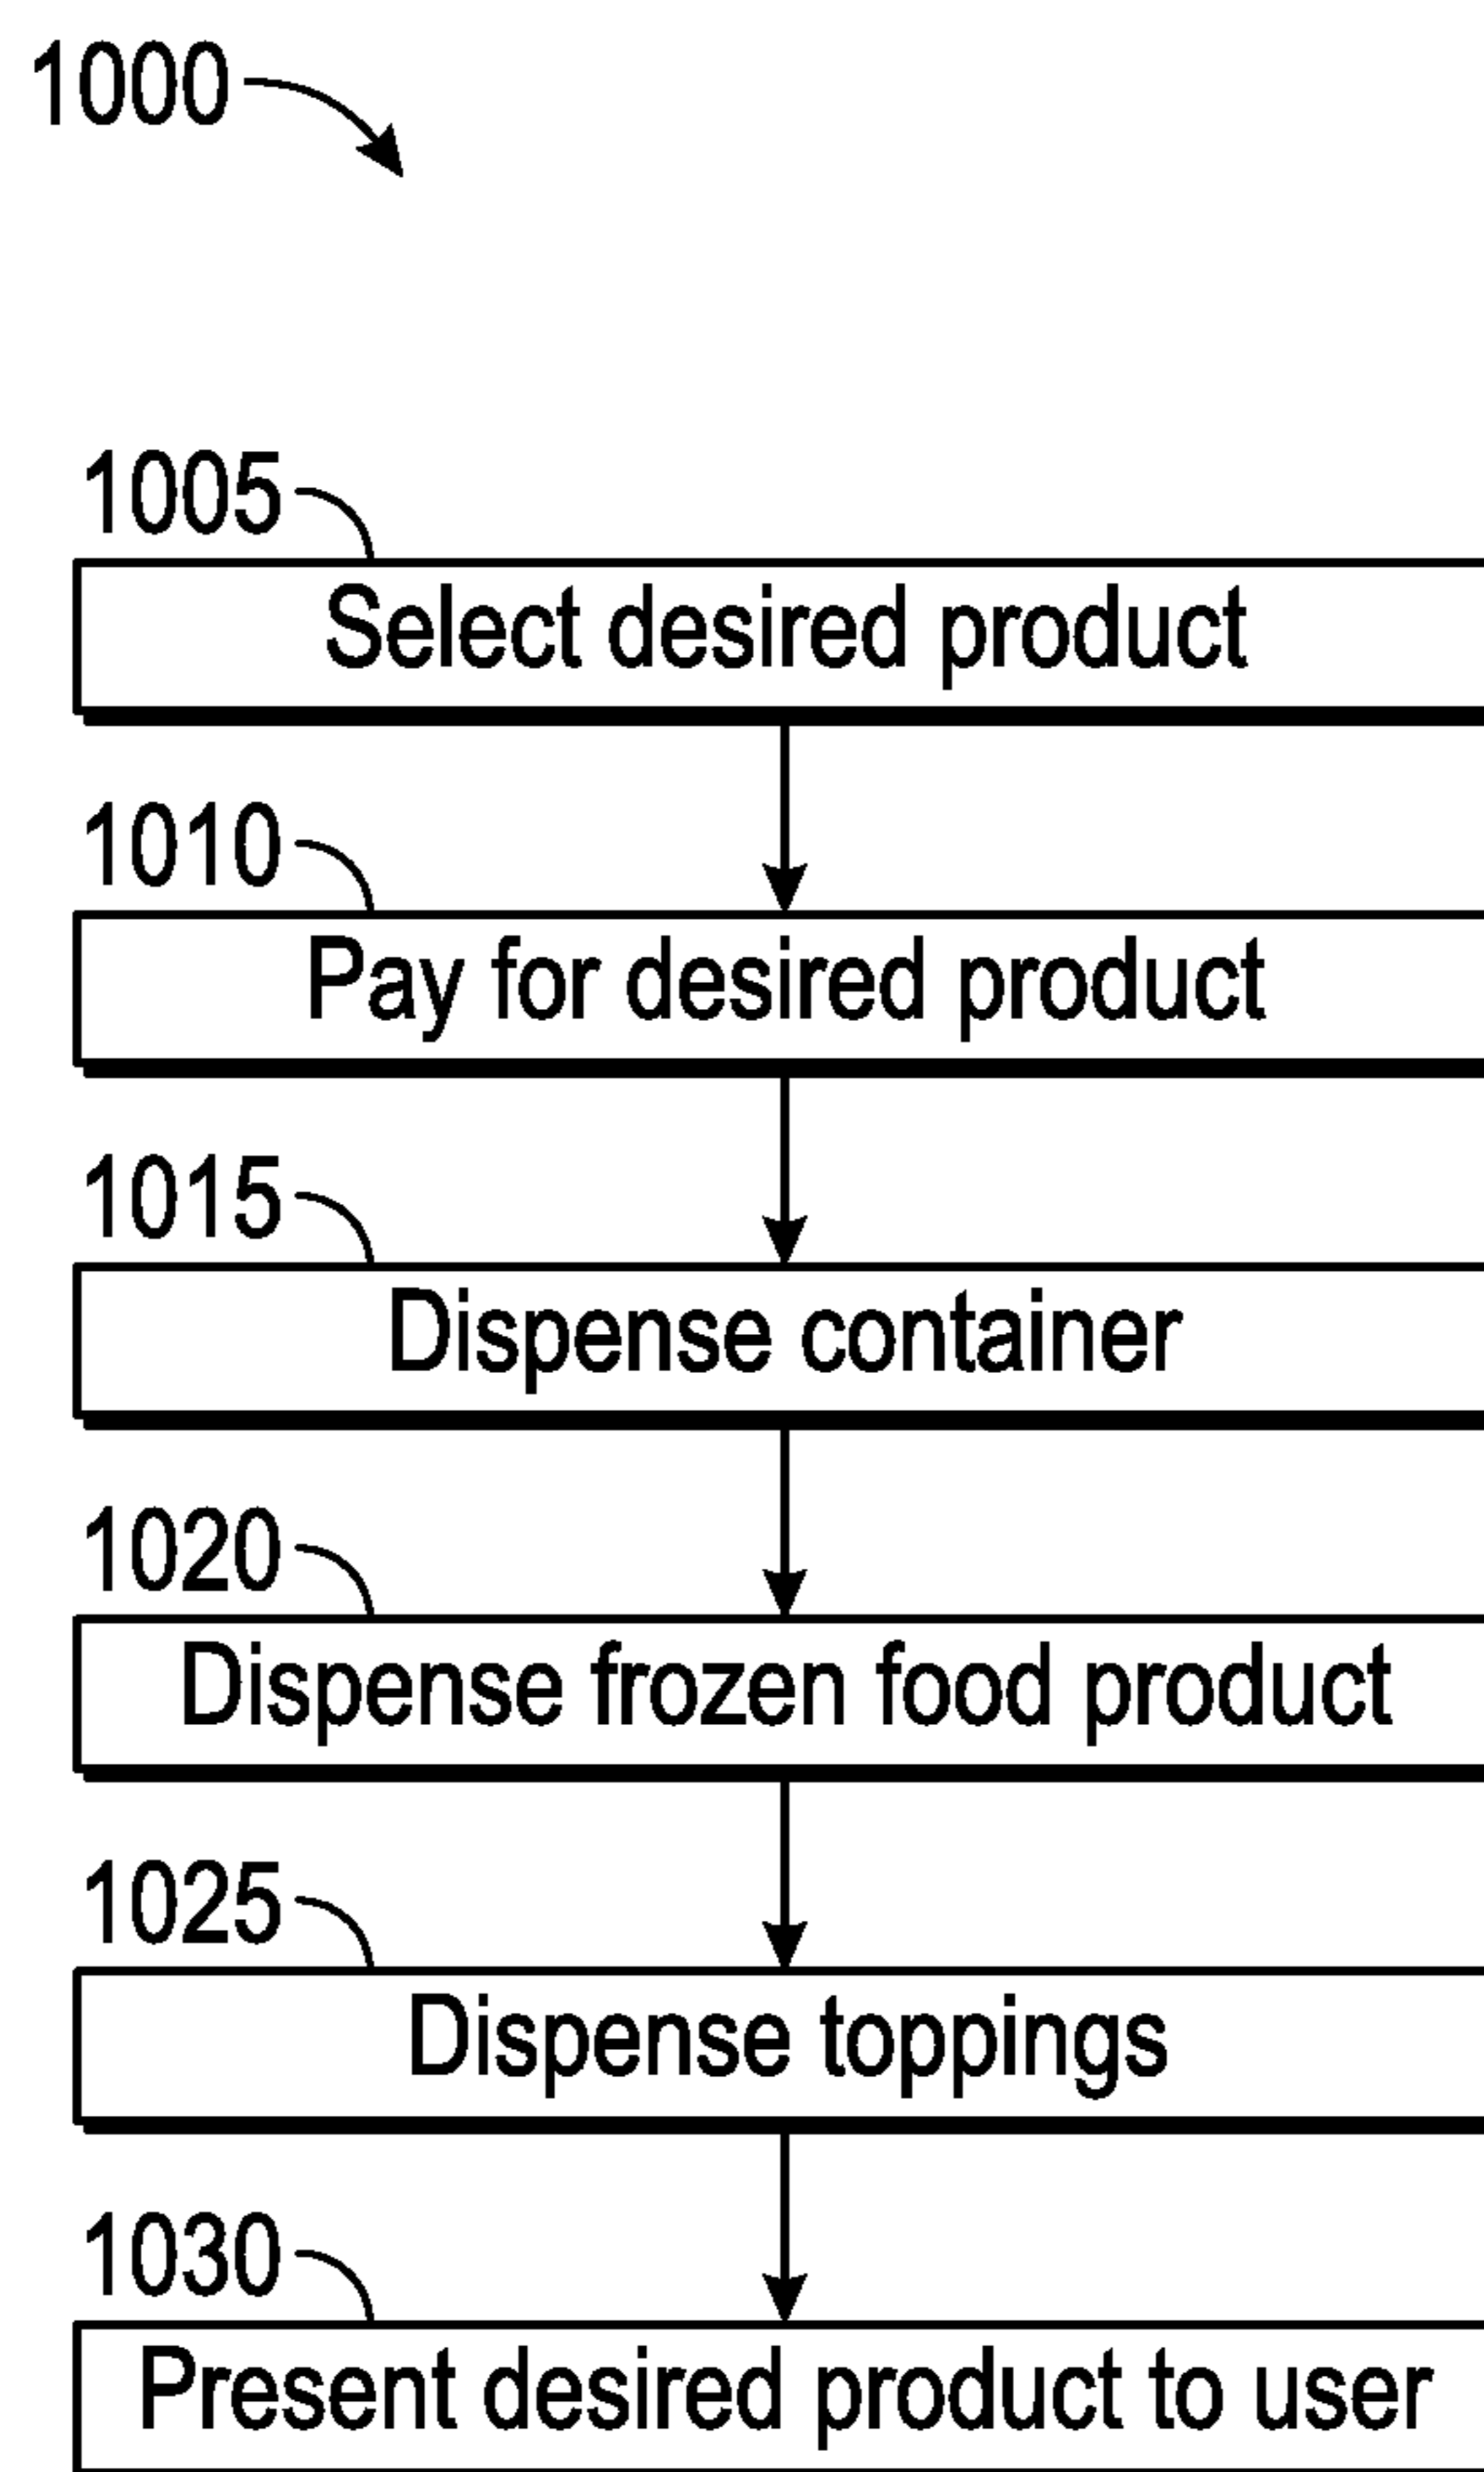 1000
1005
Select desired product
1010
Pay for desired product
1015
Dispense container
1020
Dispense frozen food product
1025
Dispense toppings
1030
Present desired product to user